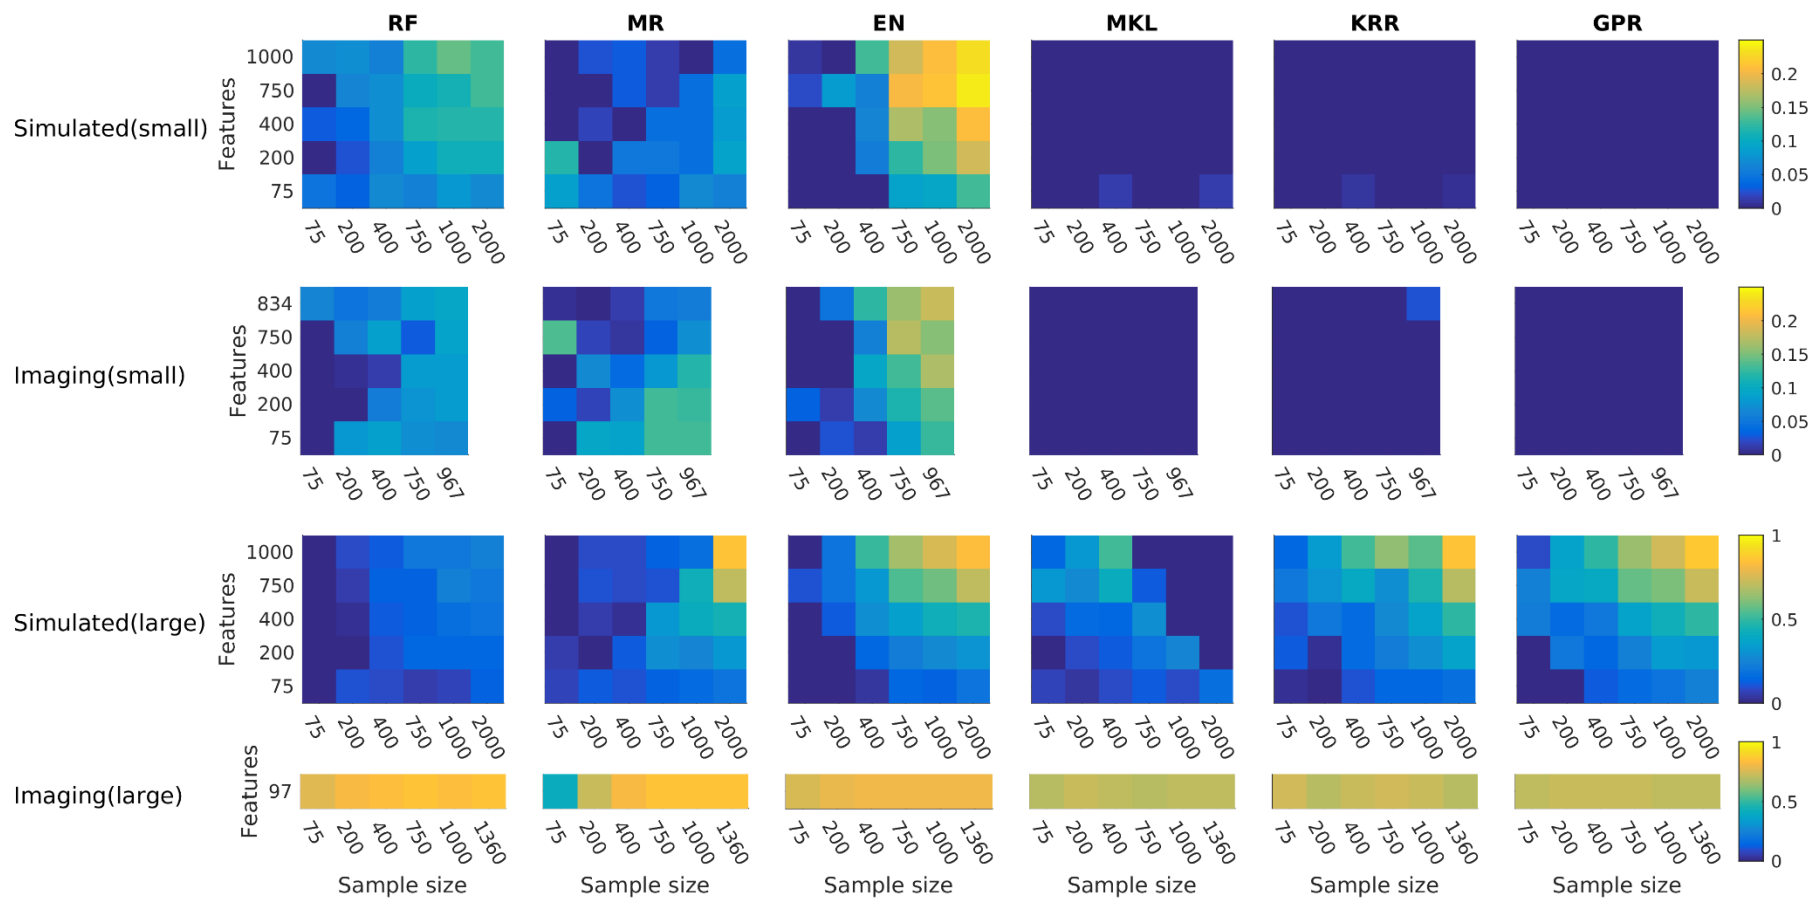 RF MR EN MKL KRR GPR
Simulated(small)
Features
1000
750
400
200
75
75 200 400 750 1000 2000
75 200 400 750 1000 2000
75 200 400 750 1000 2000
75 200 400 750 1000 2000
75 200 400 750 1000 2000
75 200 400 750 1000 2000
0.2
0.15
0.1
0.05
0
Imaging(small)
Features
834
750
400
200
75
75 200 400 750 967
75 200 400 750 967
75 200 400 750 967
75 200 400 750 967
75 200 400 750 967
75 200 400 750 967
0.2
0.15
0.1
0.05
0
Simulated(large)
Features
1000
750
400
200
75
75 200 400 750 1000 2000
75 200 400 750 1000 2000
75 200 400 750 1000 2000
75 200 400 750 1000 2000
75 200 400 750 1000 2000
75 200 400 750 1000 2000
1
0.5
0
Imaging(large)
Features
97
75 200 400 750 1000 1360
75 200 400 750 1000 1360
75 200 400 750 1000 1360
75 200 400 750 1000 1360
75 200 400 750 1000 1360
75 200 400 750 1000 1360
1
0.5
0
Sample size Sample size Sample size Sample size Sample size Sample size